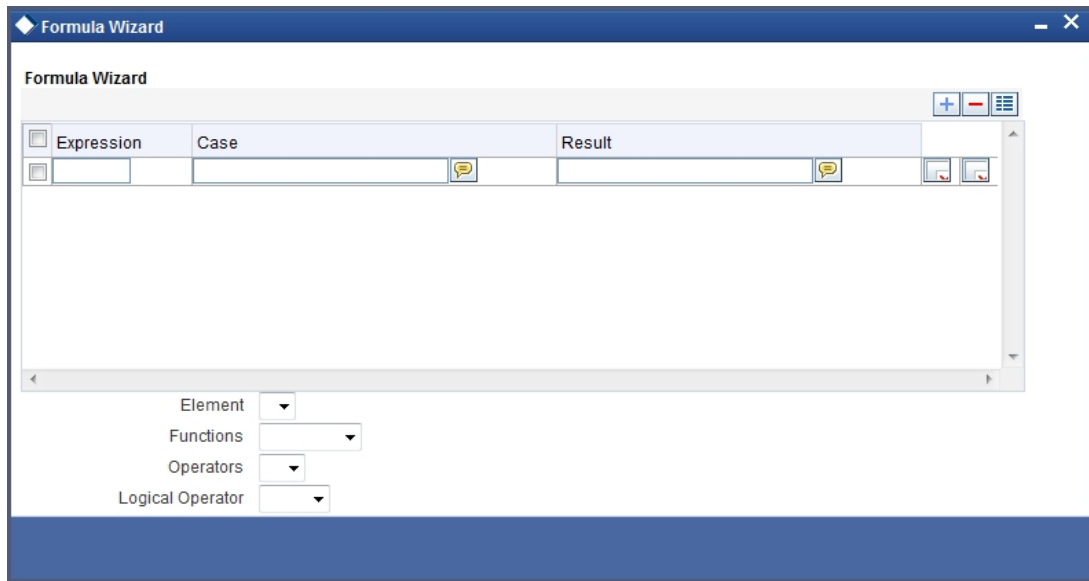 Formula Wizard
Formula Wizard
Expression Case Result
Element
Functions
Operators
Logical Operator